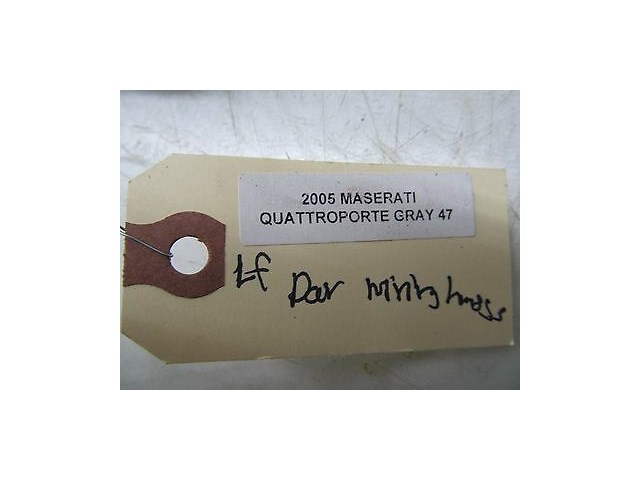 2005 MASERATI
QUATTROPORTE GRAY 47
LF Door wiring harness